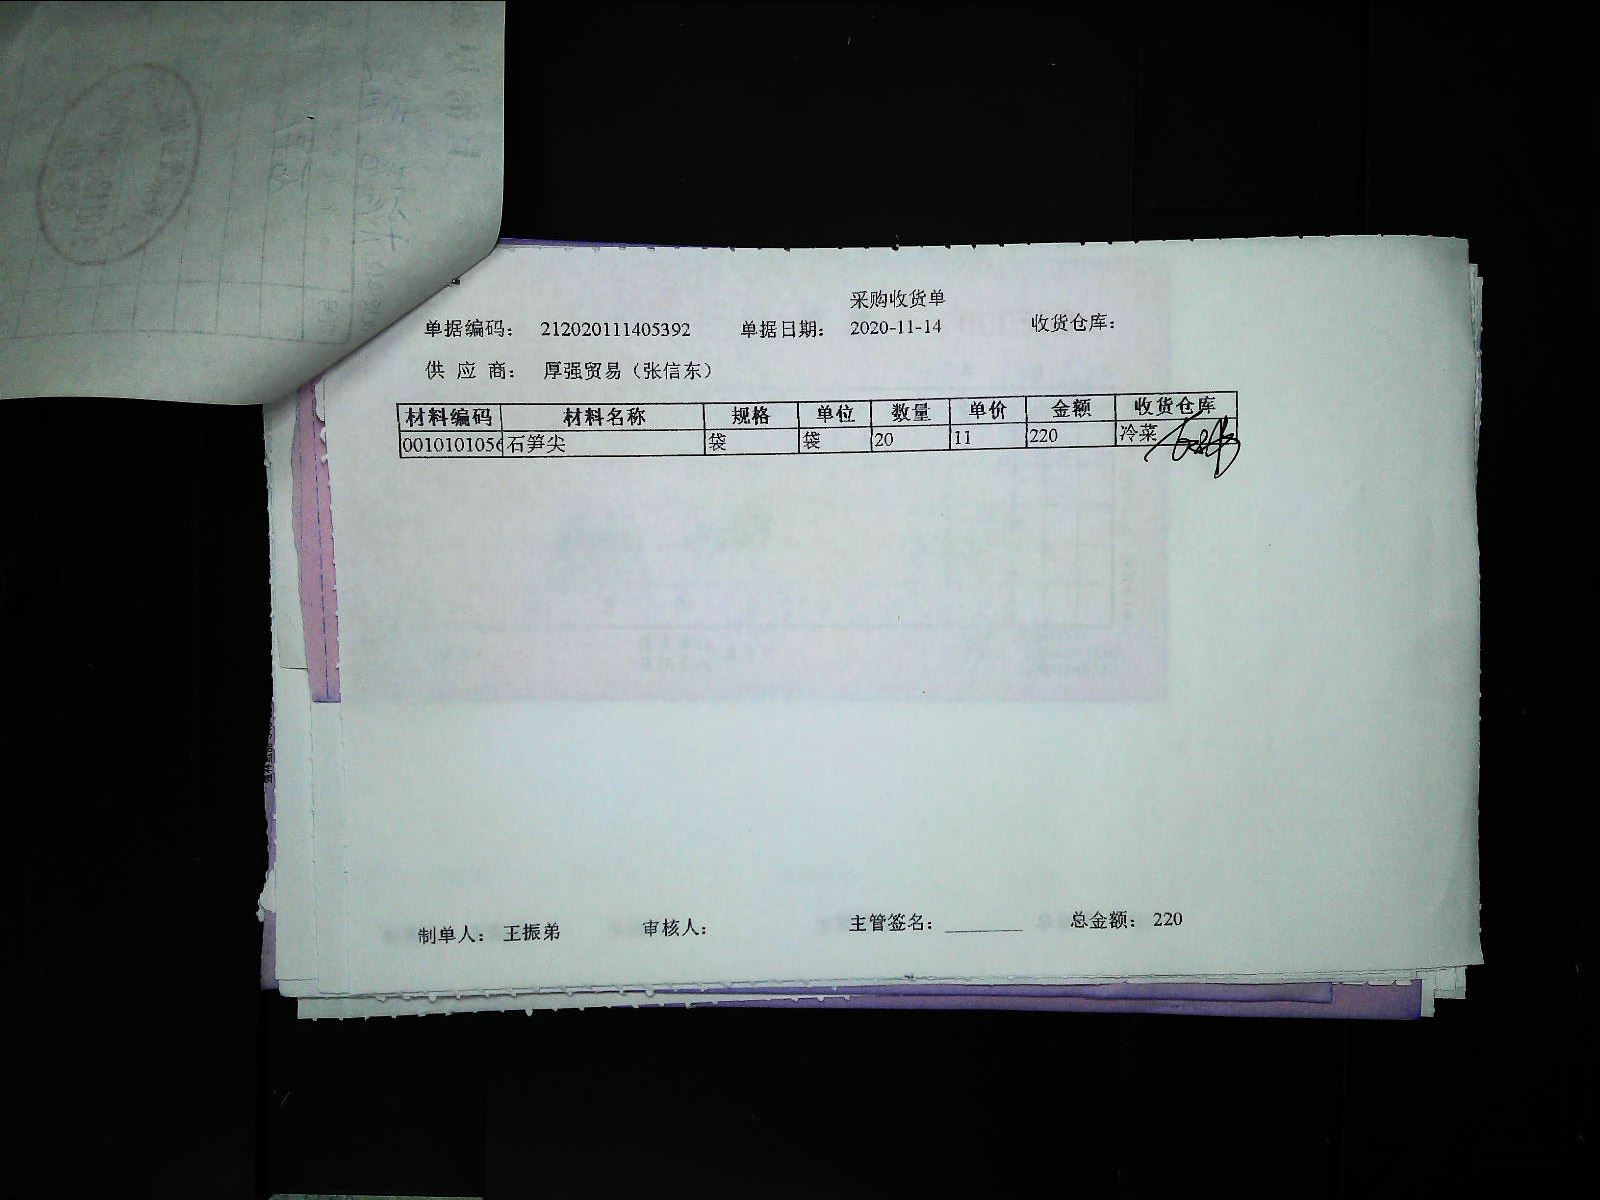 采购收货单
单据编码： 212020111405392 单据日期： 2020-11-14 收货仓库：
供 应 商： 厚强贸易（张信东）
材料编码 材料名称 规格 单位 数量 单价 金额 收货仓库
0010101056 石笋尖 袋 袋 20 11 220 冷菜
制单人： 王振弟 审核人： 主管签名：________ 总金额： 220